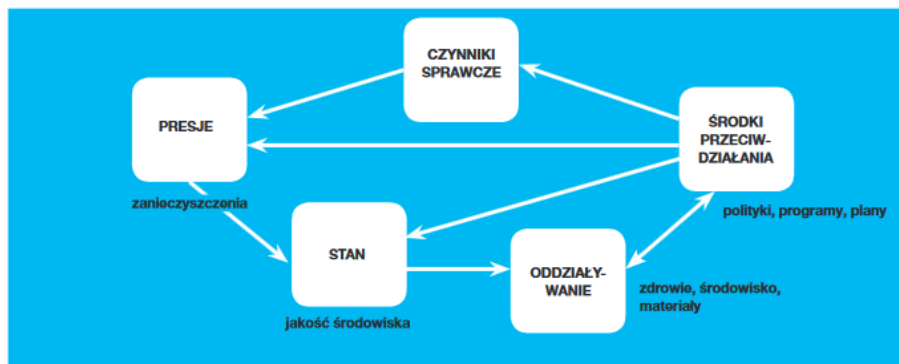 CZYNNIKI
SPRAWCZE
PRESJE
ŚRODKI
PRZECIW-
DZIAŁANIA
zanieczyszczenia
polityki, programy, plany
STAN
ODDZIAŁY-
WANIE
zdrowie, środowisko,
materiały
jakość środowiska